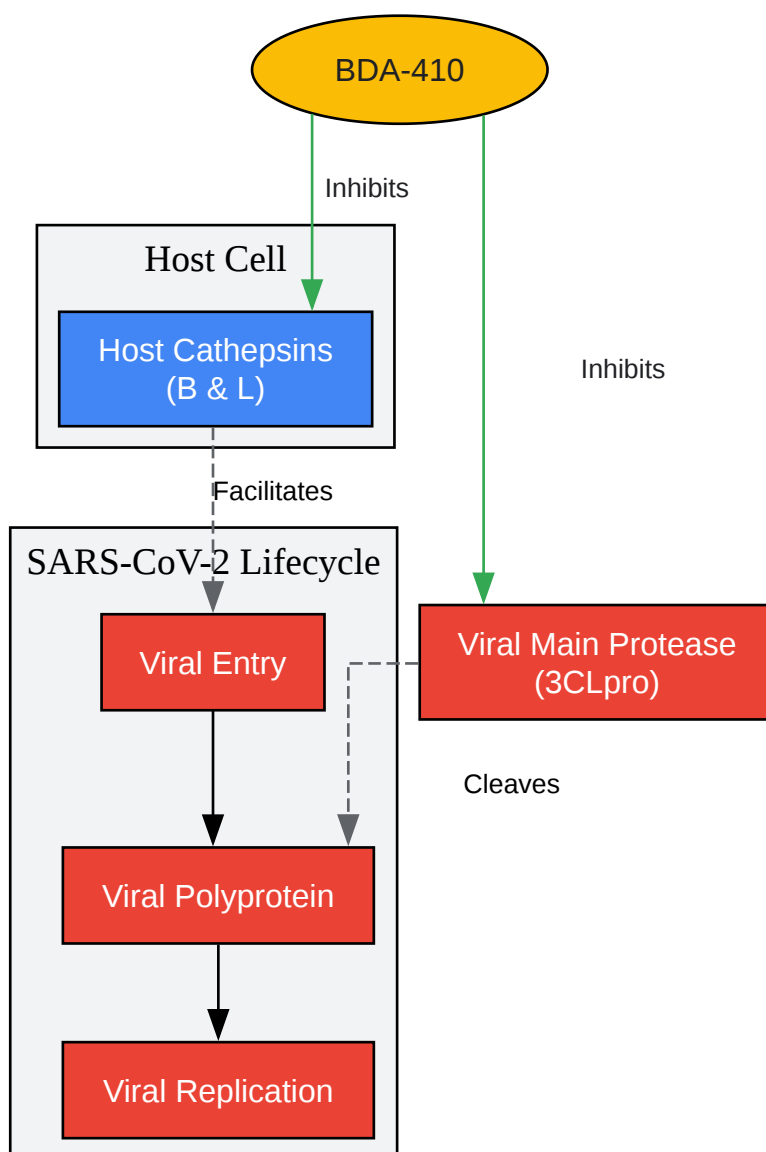 BDA-410
Inhibits
Host Cell
Host Cathepsins
(B & L)
Inhibits
Facilitates
SARS-CoV-2 Lifecycle
Viral Entry
Viral Main Protease
(3CLpro)
Cleaves
Viral Polyprotein
Viral Replication